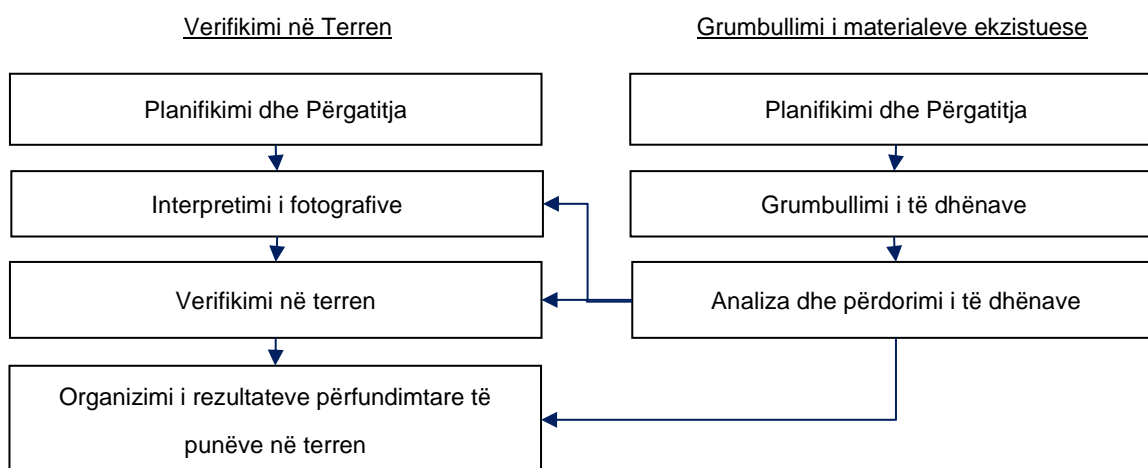 Verifikimi në Terren
Planifikimi dhe Përgatitja
Interpretimi i fotografive
Verifikimi në terren
Organizimi i rezultateve përfundimtare të
punëve në terren
Grumbullimi i materialeve ekzistuese
Planifikimi dhe Përgatitja
Grumbullimi i të dhënave
Analiza dhe përdorimi i të dhënave